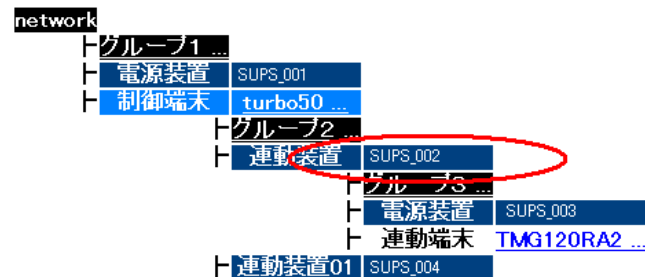 network
グループ1 ...
電源装置 SUPS_001
制御端末 turbo50 ...
グループ2 ...
連動装置 SUPS_002
グループ3 ...
電源装置 SUPS_003
連動端末 TMG120RA2 ...
連動装置01 SUPS_004